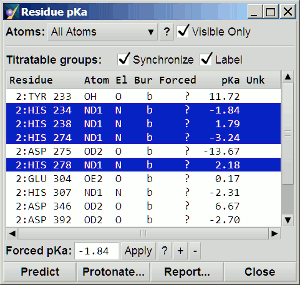 Residue pKa
Atoms: All Atoms ? Visible Only
Titratable groups: Synchronize Label
Residue Atom El Bur Forced pKa Unk
2:TYR 233 OH O b ? 11.72
2:HIS 234 ND1 N b ? -1.84
2:HIS 238 ND1 N b ? 1.79
2:HIS 274 ND1 N b ? -3.24
2:ASP 275 OD2 O b ? -13.67
2:HIS 278 ND1 N b ? 2.18
2:GLU 304 OE2 O b ? 0.17
2:HIS 307 ND1 N b ? -2.31
2:ASP 346 OD2 O b ? 6.67
2:ASP 392 OD2 O b ? -2.70
Forced pKa: -1.84 Apply ? + -
Predict Protonate... Report... Close